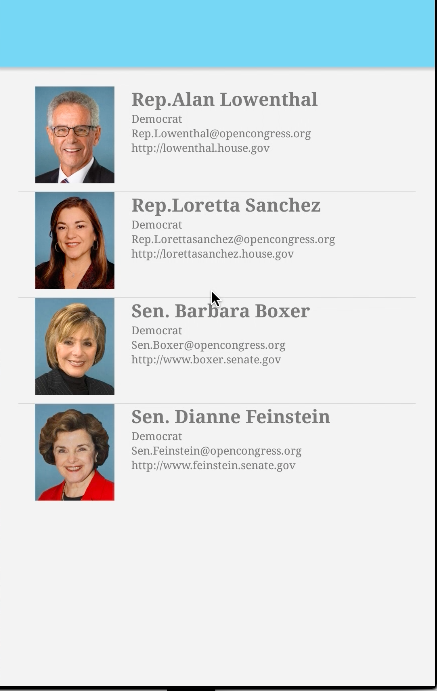 Rep.Alan Lowenthal
Democrat
Rep.Lowenthal@opencongress.org
http://lowenthal.house.gov
Rep.Loretta Sanchez
Democrat
Rep.Lorettasanchez@opencongress.org
http://lorettasanchez.house.gov
Sen. Barbara Boxer
Democrat
Sen.Boxer@opencongress.org
http://www.boxer.senate.gov
Sen. Dianne Feinstein
Democrat
Sen.Feinstein@opencongress.org
http://www.feinstein.senate.gov